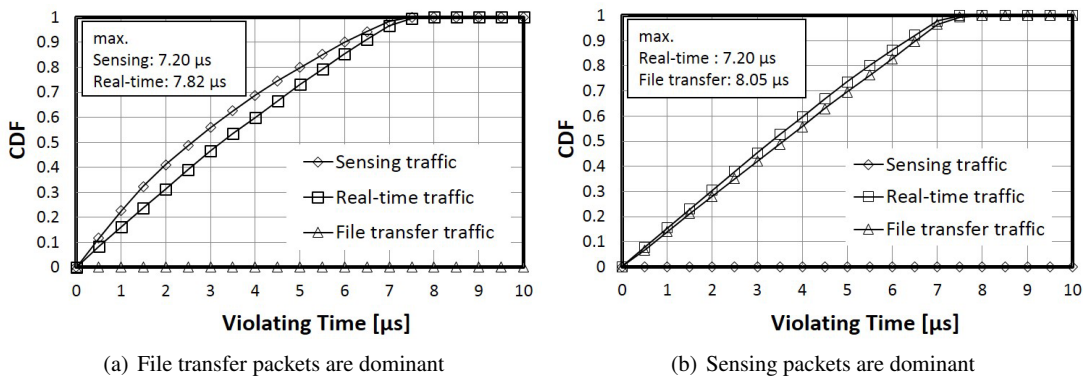 max.
Sensing: 7.20 µs
Real-time: 7.82 µs
CDF
1
0.9
0.8
0.7
0.6
0.5
0.4
0.3
0.2
0.1
0
Sensing traffic
Real-time traffic
File transfer traffic
0 1 2 3 4 5 6 7 8 9 10
Violating Time [µs]
(a) File transfer packets are dominant
max.
Real-time : 7.20 µs
File transfer: 8.05 µs
CDF
1
0.9
0.8
0.7
0.6
0.5
0.4
0.3
0.2
0.1
0
Sensing traffic
Real-time traffic
File transfer traffic
0 1 2 3 4 5 6 7 8 9 10
Violating Time [µs]
(b) Sensing packets are dominant